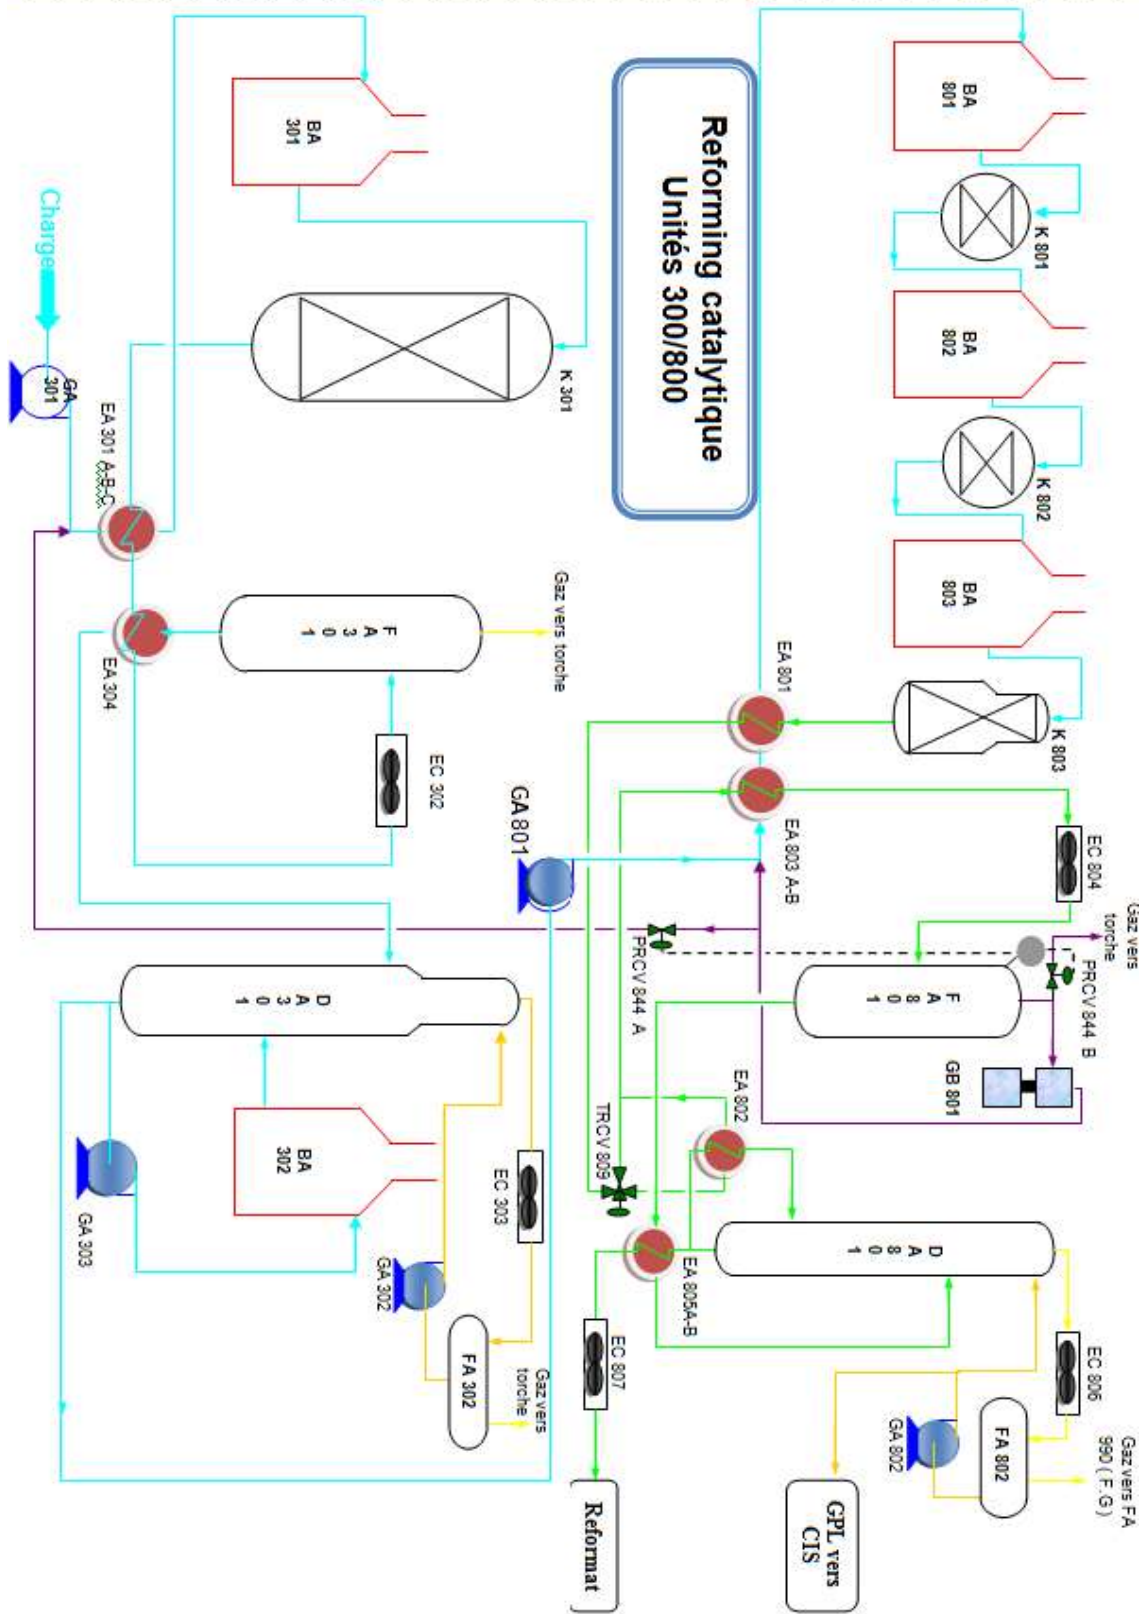 Reforming catalytique
Unités 300/800
BA
801
K 801
BA
802
K 802
BA
803
K 803
EA 801
EA 803 A-B
EC 804
Gaz vers
torche
PRCV 844 B
FA 801
GB 801
PRCV 844 A
EA 802
TRCV 809
EA 805A-B
DA 801
EC 806
FA 802
GA 802
Gaz vers FA
990 ( F.G )
GPL vers
CIS
EC 807
Reformat
BA
301
K 301
Charge
GA
301
EA 301 A-B-C
EA 304
FA 301
Gaz vers torche
EC 302
GA 801
DA 301
BA
302
GA 303
EC 303
GA 302
FA 302
Gaz vers
torche